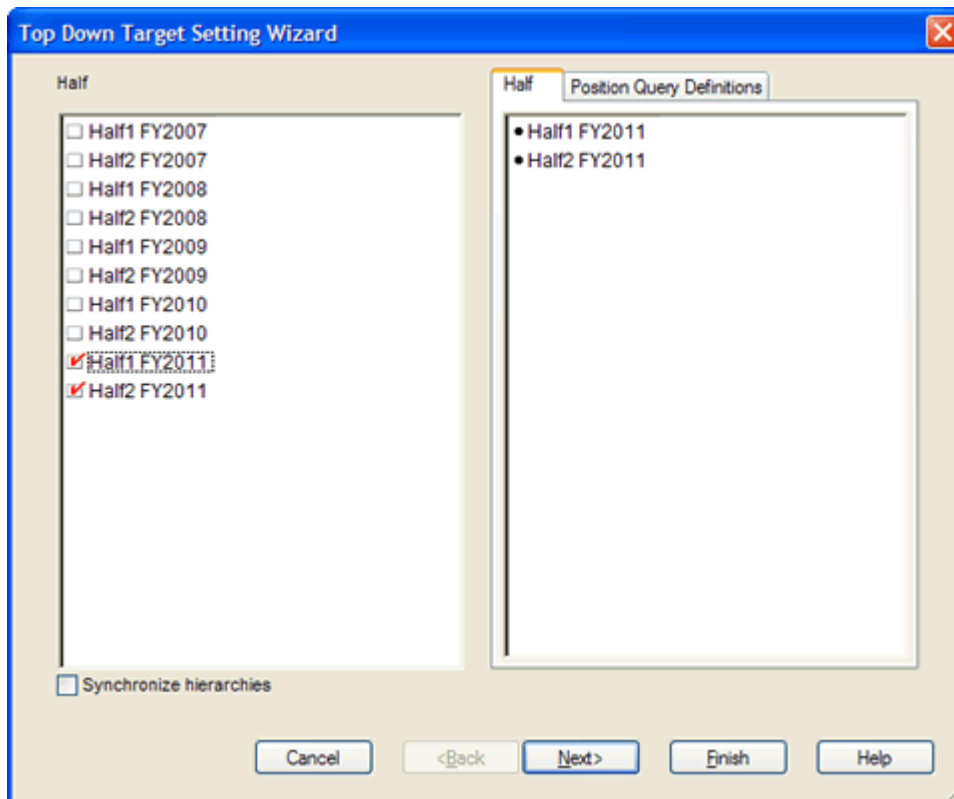 Top Down Target Setting Wizard
Half
Half1 FY2007
Half2 FY2007
Half1 FY2008
Half2 FY2008
Half1 FY2009
Half2 FY2009
Half1 FY2010
Half2 FY2010
Half1 FY2011
Half2 FY2011
Synchronize hierarchies
Half
Position Query Definitions
Half1 FY2011
Half2 FY2011
Cancel
<Back
Next>
Finish
Help